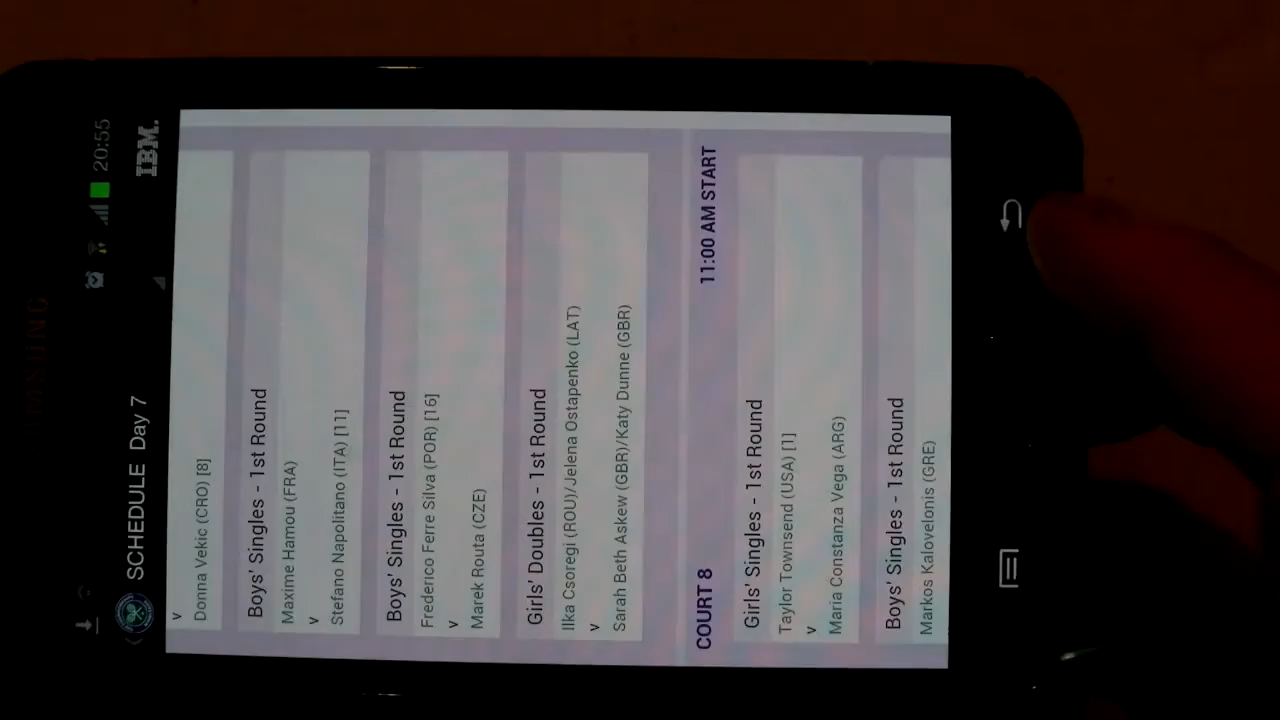 SAMSUNG
20:55
SCHEDULE Day 7
IBM.
v
Donna Vekic (CRO) [8]
Boys' Singles - 1st Round
Maxime Hamou (FRA)
v
Stefano Napolitano (ITA) [11]
Boys' Singles - 1st Round
Frederico Ferre Silva (POR) [16]
v
Marek Routa (CZE)
Girls' Doubles - 1st Round
Ilka Csoregi (ROU)/Jelena Ostapenko (LAT)
v
Sarah Beth Askew (GBR)/Katy Dunne (GBR)
COURT 8 11:00 AM START
Girls' Singles - 1st Round
Taylor Townsend (USA) [1]
v
Maria Constanza Vega (ARG)
Boys' Singles - 1st Round
Markos Kalovelonis (GRE)